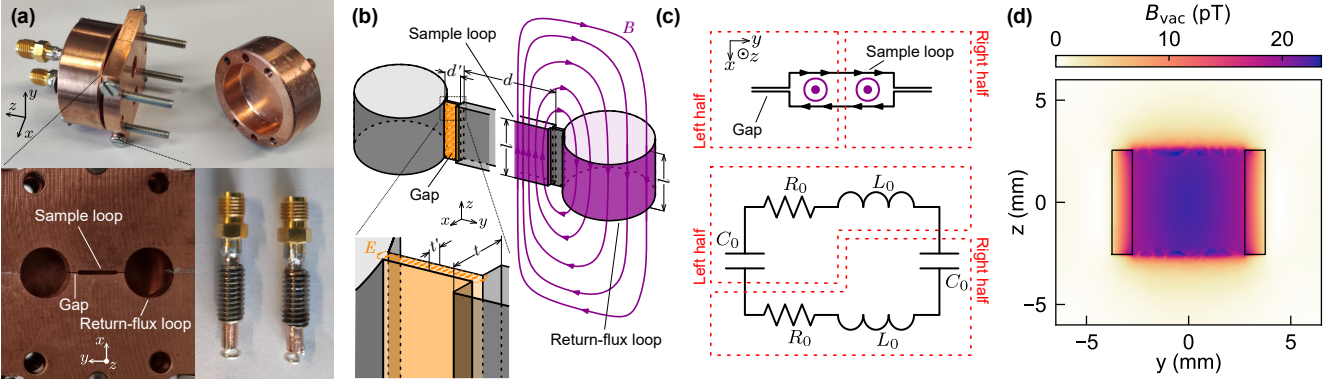 (a)
z
y
x
Sample loop
Gap
Return-flux loop
x
y
z
(b)
Sample loop
B
d'
d
l
l
Gap
z
x
y
E
t'
t
Return-flux loop
(c)
y
z
x
Sample loop
Gap
Left half
Right half
R₀
L₀
C₀
C₀
Left half
Right half
R₀
L₀
(d)
B_vac (pT)
0
10
20
5
0
−5
z (mm)
−5
0
5
y (mm)